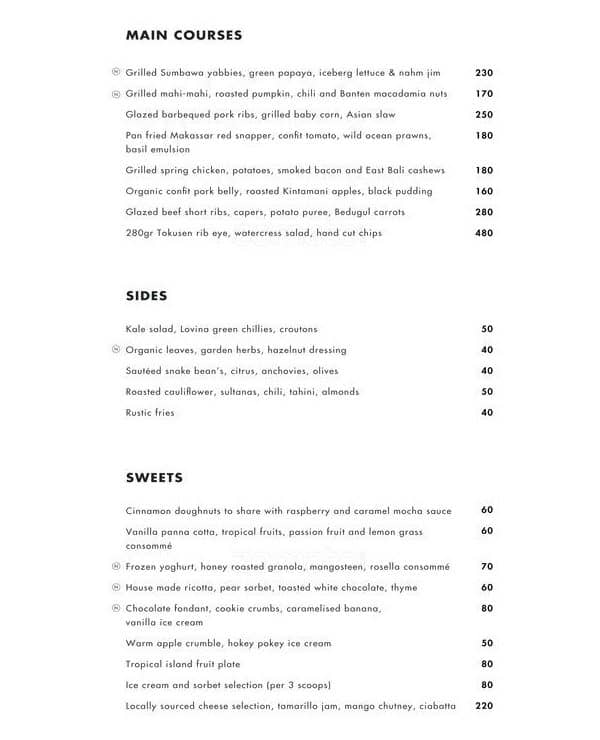 MAIN COURSES
Grilled Sumbawa yabbies, green papaya, iceberg lettuce & nahm jim 230
Grilled mahi-mahi, roasted pumpkin, chili and Banten macadamia nuts 170
Glazed barbequed pork ribs, grilled baby corn, Asian slaw 250
Pan fried Makassar red snapper, confit tomato, wild ocean prawns, 180
basil emulsion
Grilled spring chicken, potatoes, smoked bacon and East Bali cashews 180
Organic confit pork belly, roasted Kintamani apples, black pudding 160
Glazed beef short ribs, capers, potato puree, Bedugul carrots 280
280gr Tokusen rib eye, watercress salad, hand cut chips 480
SIDES
Kale salad, Lovina green chillies, croutons 50
Organic leaves, garden herbs, hazelnut dressing 40
Sautéed snake bean's, citrus, anchovies, olives 40
Roasted cauliflower, sultanas, chili, tahini, almonds 50
Rustic fries 40
SWEETS
Cinnamon doughnuts to share with raspberry and caramel mocha sauce 60
Vanilla panna cotta, tropical fruits, passion fruit and lemon grass 60
consommé
Frozen yoghurt, honey roasted granola, mangosteen, rosella consommé 70
House made ricotta, pear sorbet, toasted white chocolate, thyme 60
Chocolate fondant, cookie crumbs, caramelised banana, 80
vanilla ice cream
Warm apple crumble, hokey pokey ice cream 50
Tropical island fruit plate 80
Ice cream and sorbet selection (per 3 scoops) 80
Locally sourced cheese selection, tamarillo jam, mango chutney, ciabatta 220